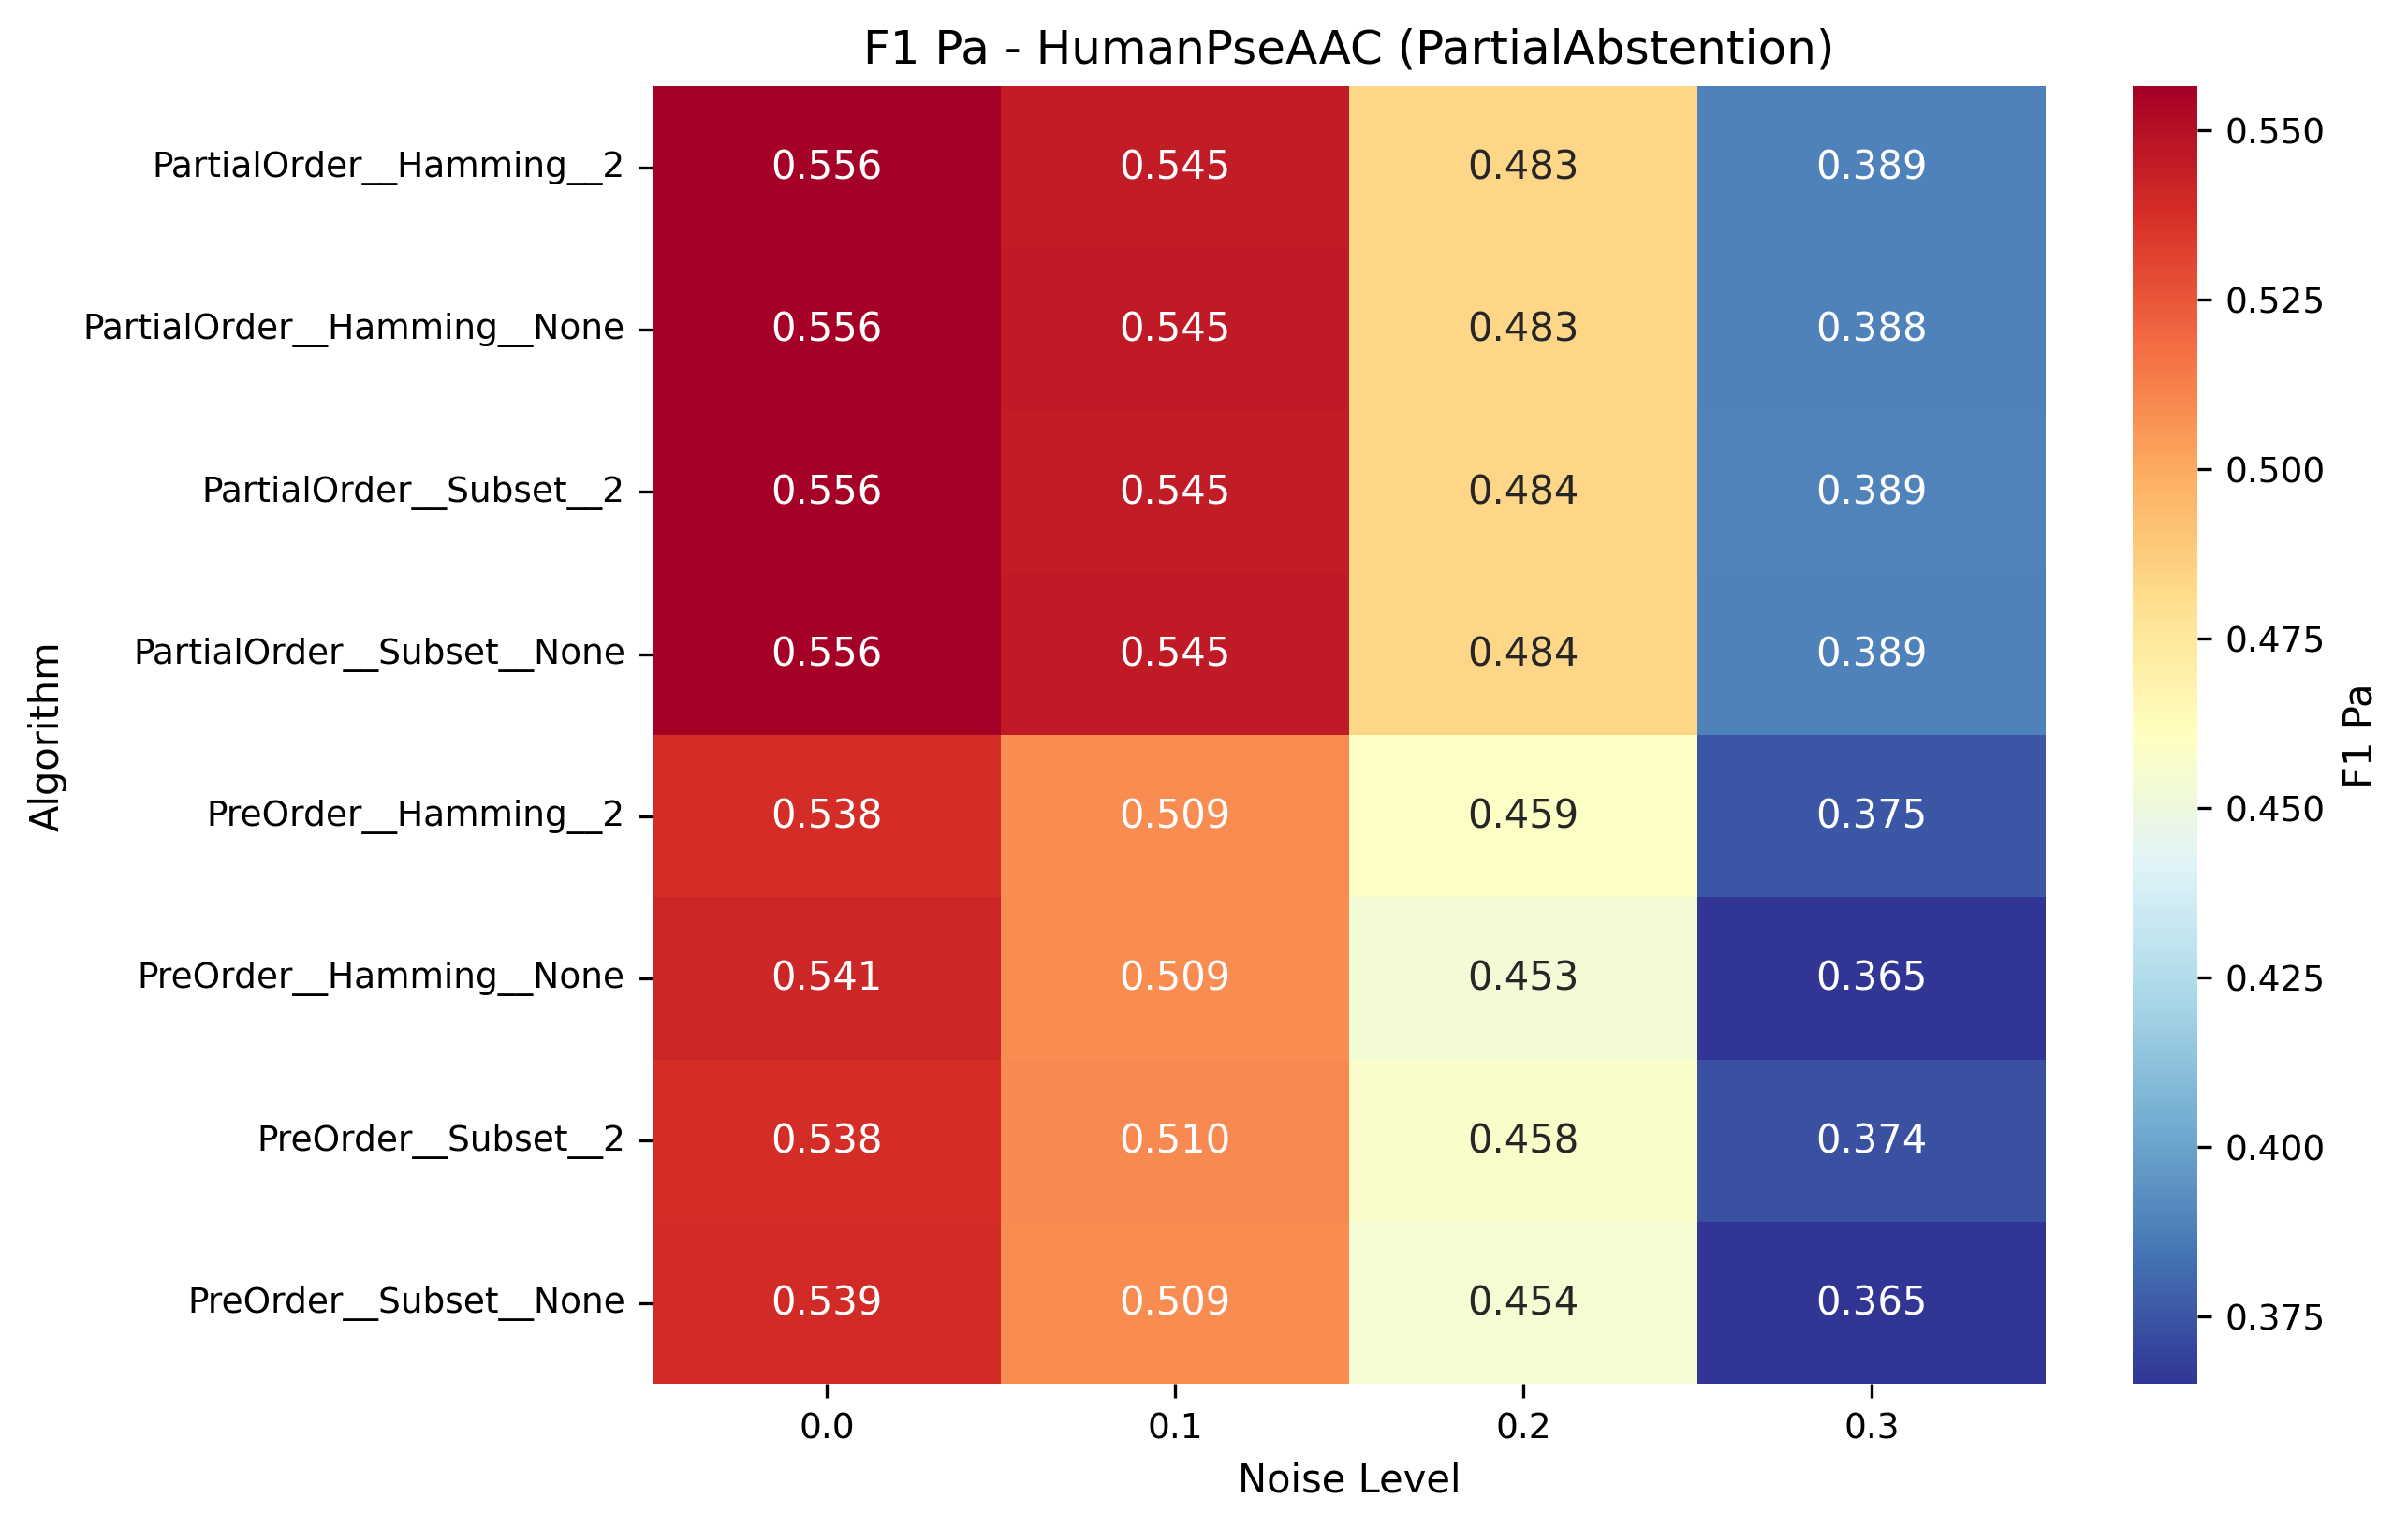 F1 Pa - HumanPseAAC (PartialAbstention)
Algorithm
PartialOrder__Hamming__2 0.556 0.545 0.483 0.389
PartialOrder__Hamming__None 0.556 0.545 0.483 0.388
PartialOrder__Subset__2 0.556 0.545 0.484 0.389
PartialOrder__Subset__None 0.556 0.545 0.484 0.389
PreOrder__Hamming__2 0.538 0.509 0.459 0.375
PreOrder__Hamming__None 0.541 0.509 0.453 0.365
PreOrder__Subset__2 0.538 0.510 0.458 0.374
PreOrder__Subset__None 0.539 0.509 0.454 0.365
0.0 0.1 0.2 0.3
Noise Level
0.550
0.525
0.500
0.475
0.450
0.425
0.400
0.375
F1 Pa